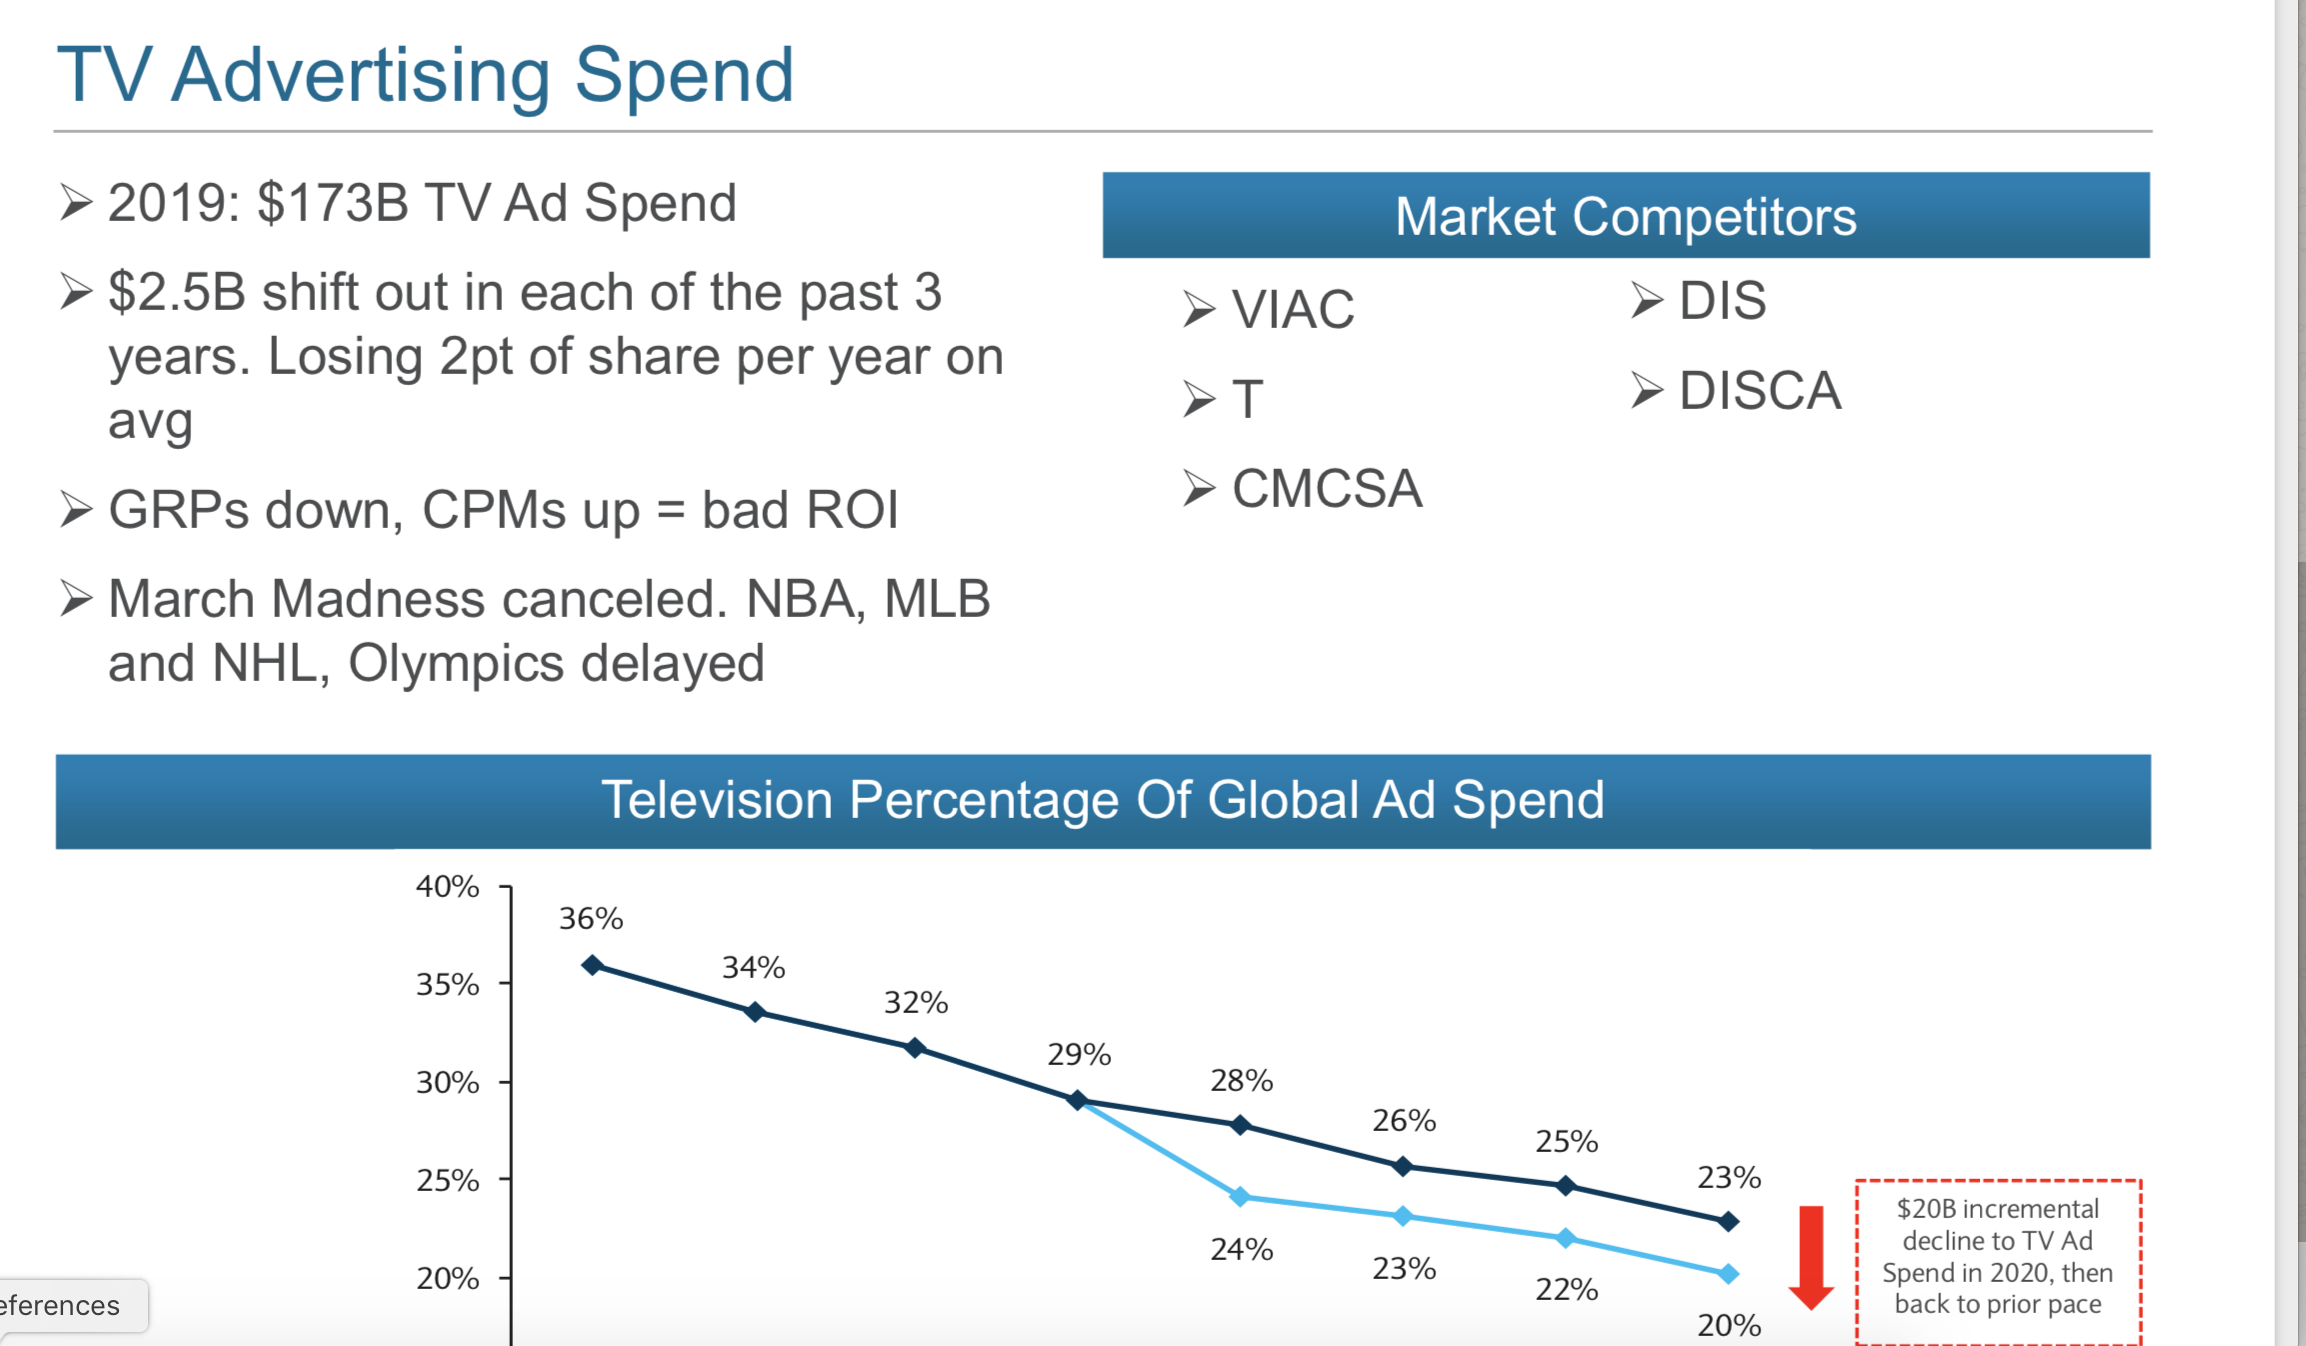 TV Advertising Spend
➢ 2019: $173B TV Ad Spend
➢ $2.5B shift out in each of the past 3
years. Losing 2pt of share per year on
avg
➢ GRPs down, CPMs up = bad ROI
➢ March Madness canceled. NBA, MLB
and NHL, Olympics delayed
Market Competitors
➢ VIAC
➢ T
➢ CMCSA
➢ DIS
➢ DISCA
Television Percentage Of Global Ad Spend
40%
35%
30%
25%
20%
36%
34%
32%
29%
28%
26%
25%
23%
24%
23%
22%
20%
$20B incremental
decline to TV Ad
Spend in 2020, then
back to prior pace
eferences